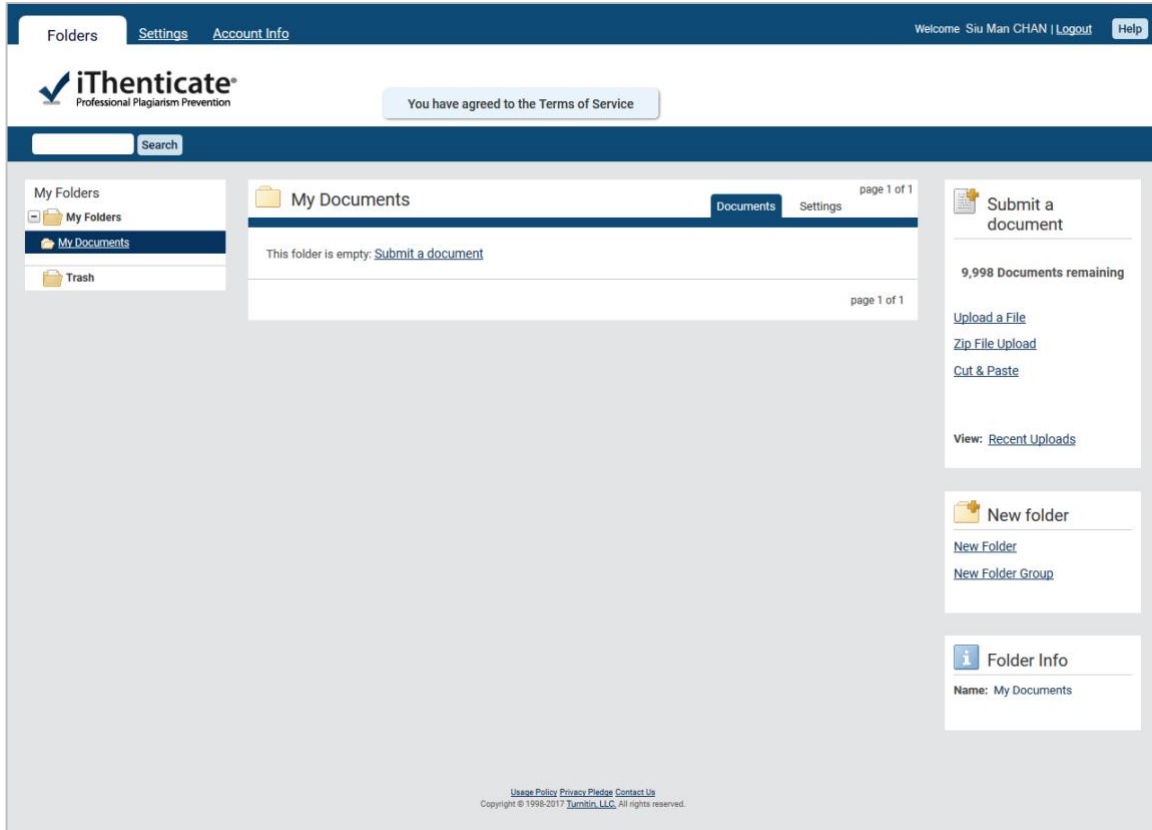 Folders Settings Account Info Welcome Siu Man CHAN | Logout Help
iThenticate®
Professional Plagiarism Prevention
You have agreed to the Terms of Service
Search
My Folders
My Folders
My Documents
Trash
My Documents
Documents Settings page 1 of 1
This folder is empty: Submit a document
page 1 of 1
Submit a
document
9,998 Documents remaining
Upload a File
Zip File Upload
Cut & Paste
View: Recent Uploads
New folder
New Folder
New Folder Group
Folder Info
Name: My Documents
Usage Policy Privacy Pledge Contact Us
Copyright © 1998-2017 Turnitin, LLC. All rights reserved.